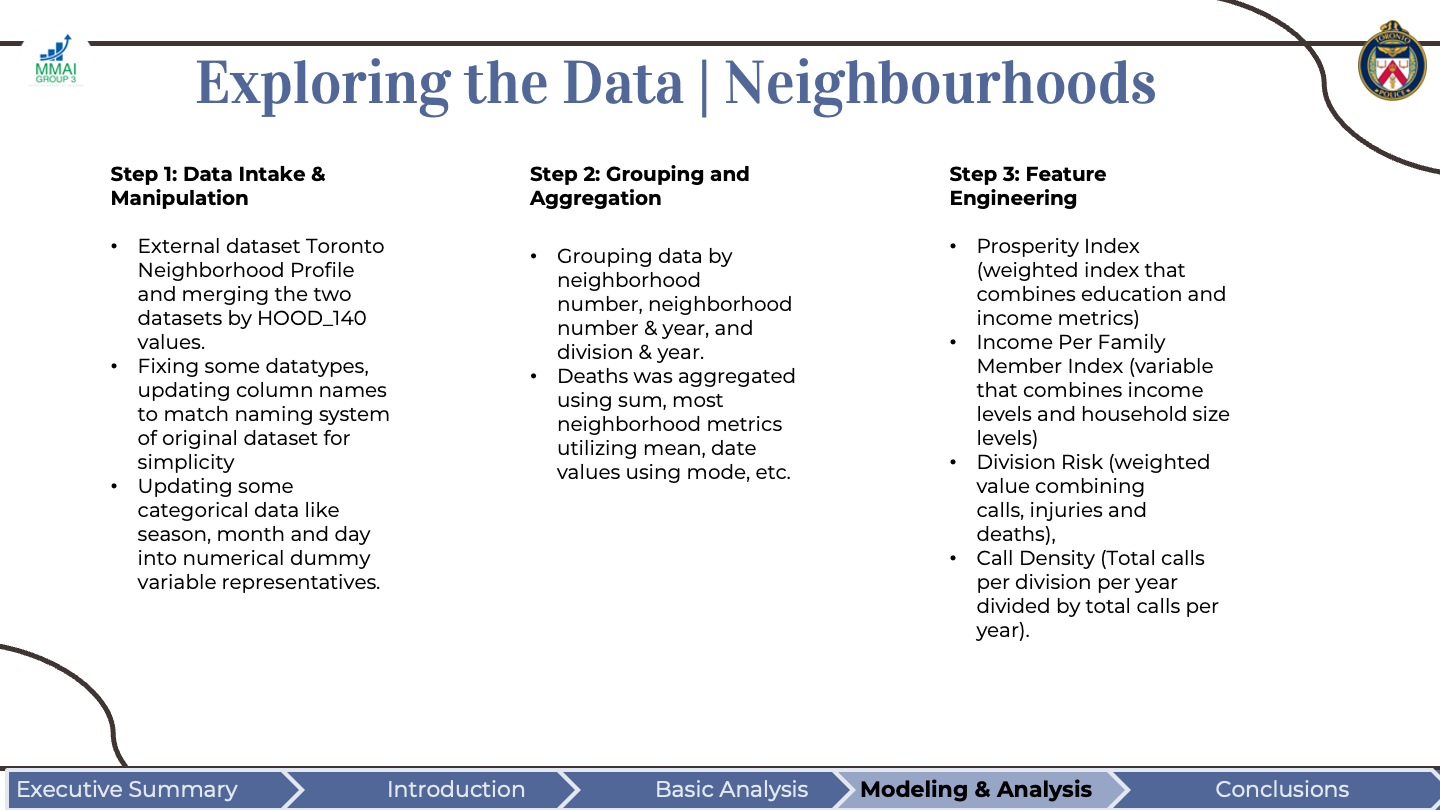 MMAI
GROUP 3
TORONTO
POLICE
Exploring the Data | Neighbourhoods
Step 1: Data Intake &
Manipulation
• External dataset Toronto
Neighborhood Profile
and merging the two
datasets by HOOD_140
values.
• Fixing some datatypes,
updating column names
to match naming system
of original dataset for
simplicity
• Updating some
categorical data like
season, month and day
into numerical dummy
variable representatives.
Step 2: Grouping and
Aggregation
• Grouping data by
neighborhood
number, neighborhood
number & year, and
division & year.
• Deaths was aggregated
using sum, most
neighborhood metrics
utilizing mean, date
values using mode, etc.
Step 3: Feature
Engineering
• Prosperity Index
(weighted index that
combines education and
income metrics)
• Income Per Family
Member Index (variable
that combines income
levels and household size
levels)
• Division Risk (weighted
value combining
calls, injuries and
deaths),
• Call Density (Total calls
per division per year
divided by total calls per
year).
Executive Summary
Introduction
Basic Analysis
Modeling & Analysis
Conclusions